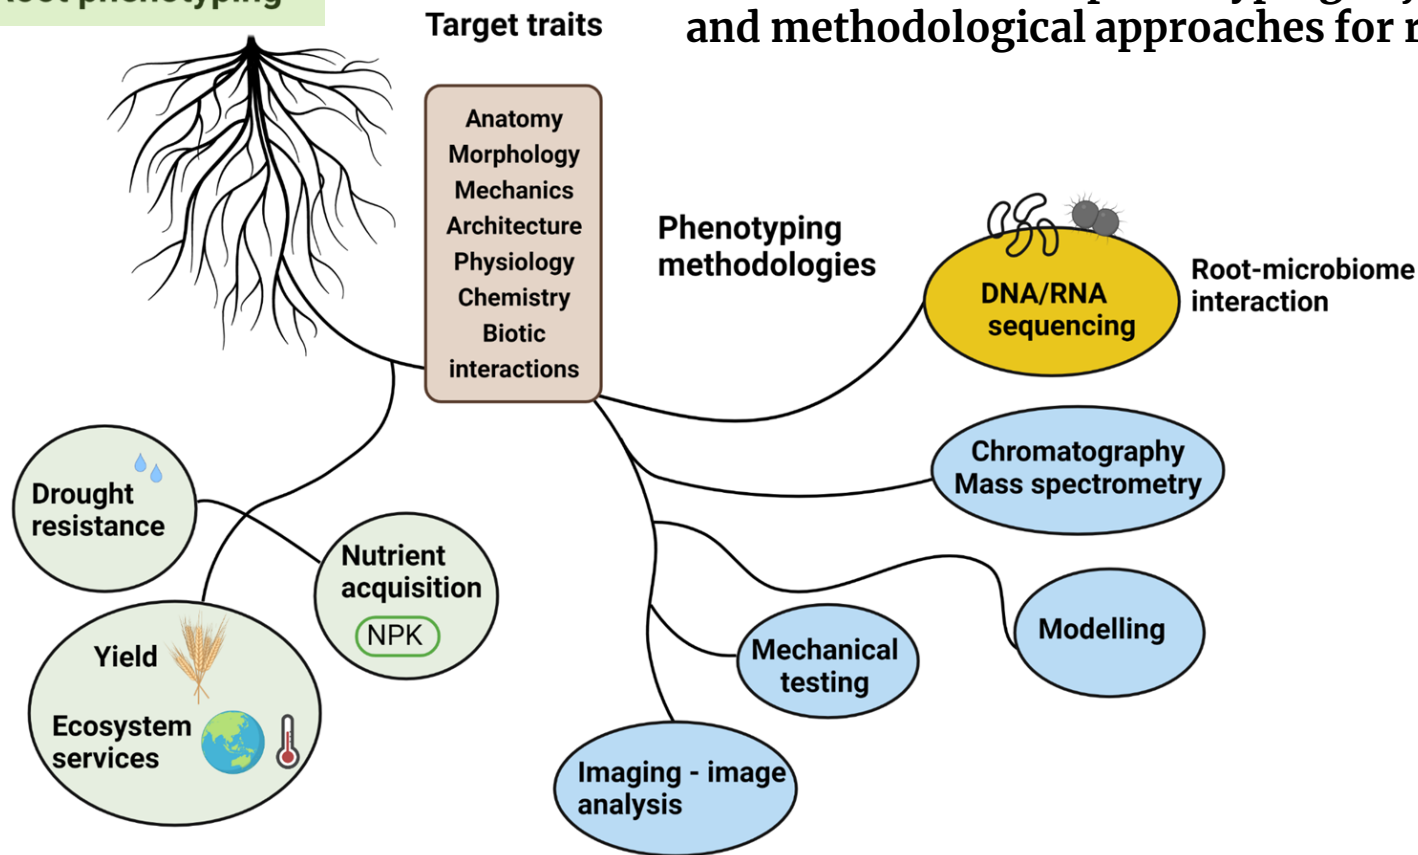 phenotyping
Target traits
and methodological approaches for
Anatomy
Morphology
Mechanics
Architecture
Physiology
Chemistry
Biotic
interactions
Phenotyping
methodologies
DNA/RNA
sequencing
Root-microbiome
interaction
Chromatography
Mass spectrometry
Drought
resistance
Nutrient
acquisition
NPK
Modelling
Mechanical
testing
Yield
Ecosystem
services
Imaging - image
analysis